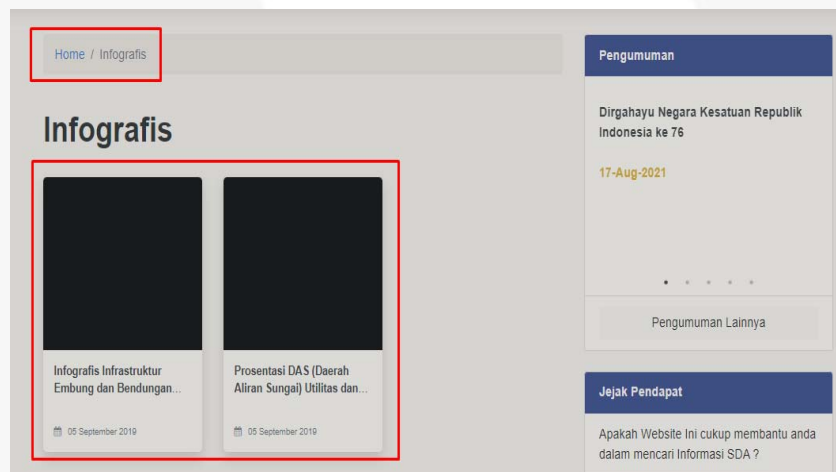 Home / Infografis
Infografis
Infografis Infrastruktur
Embung dan Bendungan...
05 September 2019
Prosentasi DAS (Daerah
Aliran Sungai) Utilitas dan...
05 September 2019
Pengumuman
Dirgahayu Negara Kesatuan Republik
Indonesia ke 76
17-Aug-2021
Pengumuman Lainnya
Jejak Pendapat
Apakah Website Ini cukup membantu anda
dalam mencari Informasi SDA ?